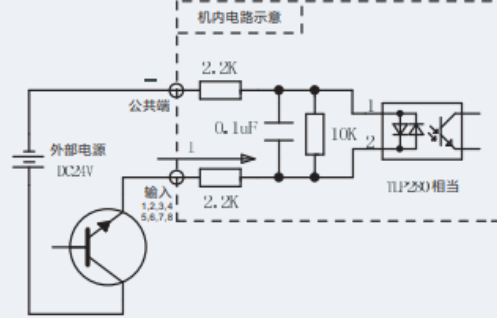 机内电路示意
2.2K
公共端
0.1uF
10K
1
2
外部电源
DC24V
I
输入
1,2,3,4
5,6,7,8
2.2K
TLP280相当